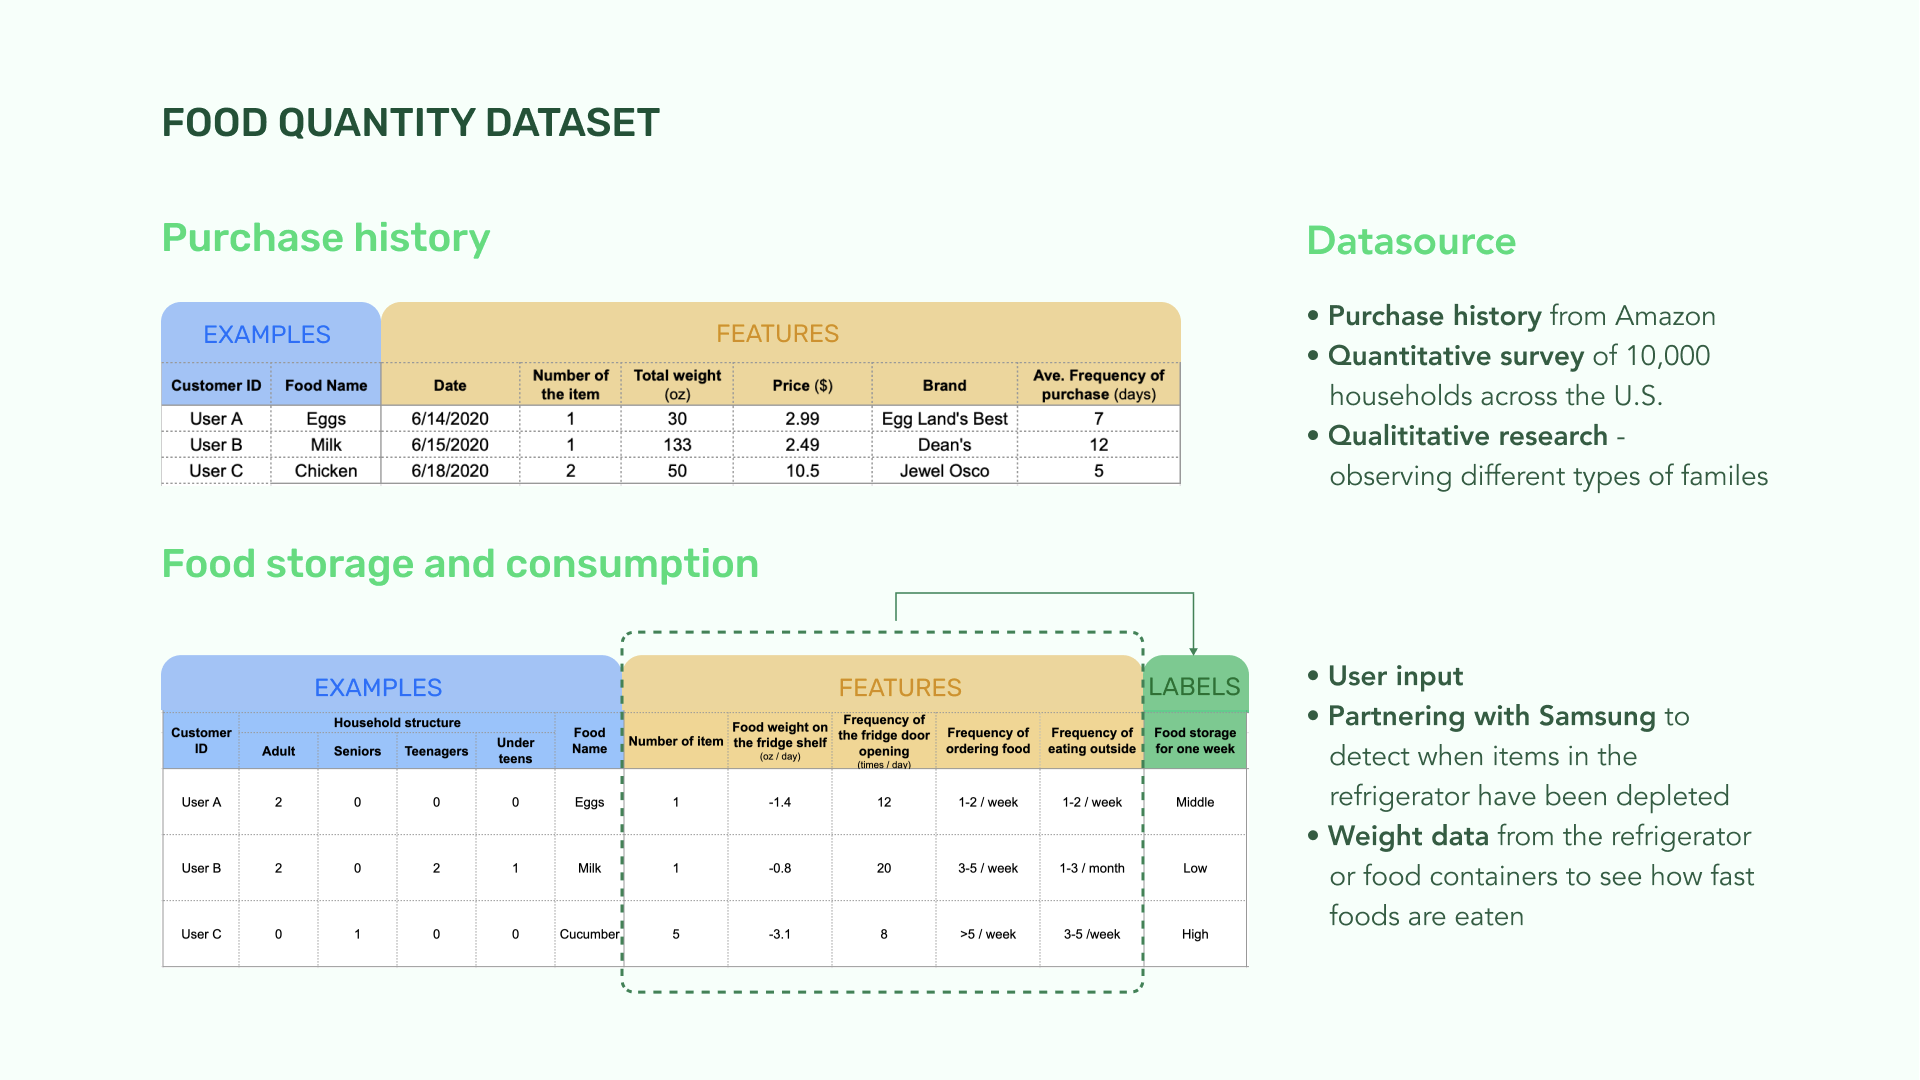 FOOD QUANTITY DATASET
Purchase history
EXAMPLES FEATURES
Customer ID Food Name Date Number of the item Total weight (oz) Price ($) Brand Ave. Frequency of purchase (days)
User A Eggs 6/14/2020 1 30 2.99 Egg Land's Best 7
User B Milk 6/15/2020 1 133 2.49 Dean's 12
User C Chicken 6/18/2020 2 50 10.5 Jewel Osco 5
Datasource
• Purchase history from Amazon
• Quantitative survey of 10,000
households across the U.S.
• Qualititative research -
observing different types of familes
Food storage and consumption
EXAMPLES FEATURES LABELS
Customer ID Household structure Adult Seniors Teenagers Under teens Food Name Number of item Food weight on the fridge shelf (oz / day) Frequency of the fridge door opening (times / day) Frequency of ordering food Frequency of eating outside Food storage for one week
User A 2 0 0 0 Eggs 1 -1.4 12 1-2 / week 1-2 / week Middle
User B 2 0 2 1 Milk 1 -0.8 20 3-5 / week 1-3 / month Low
User C 0 1 0 0 Cucumber 5 -3.1 8 >5 / week 3-5 /week High
• User input
• Partnering with Samsung to
detect when items in the
refrigerator have been depleted
• Weight data from the refrigerator
or food containers to see how fast
foods are eaten